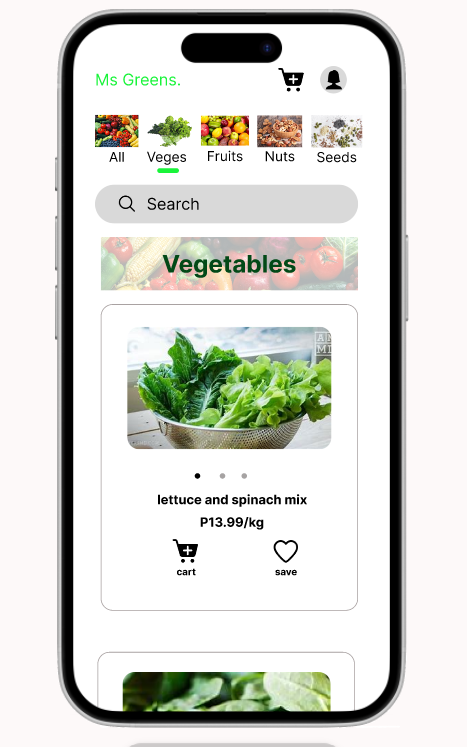 Ms Greens.
All Veges Fruits Nuts Seeds
Search
Vegetables
lettuce and spinach mix
P13.99/kg
cart save